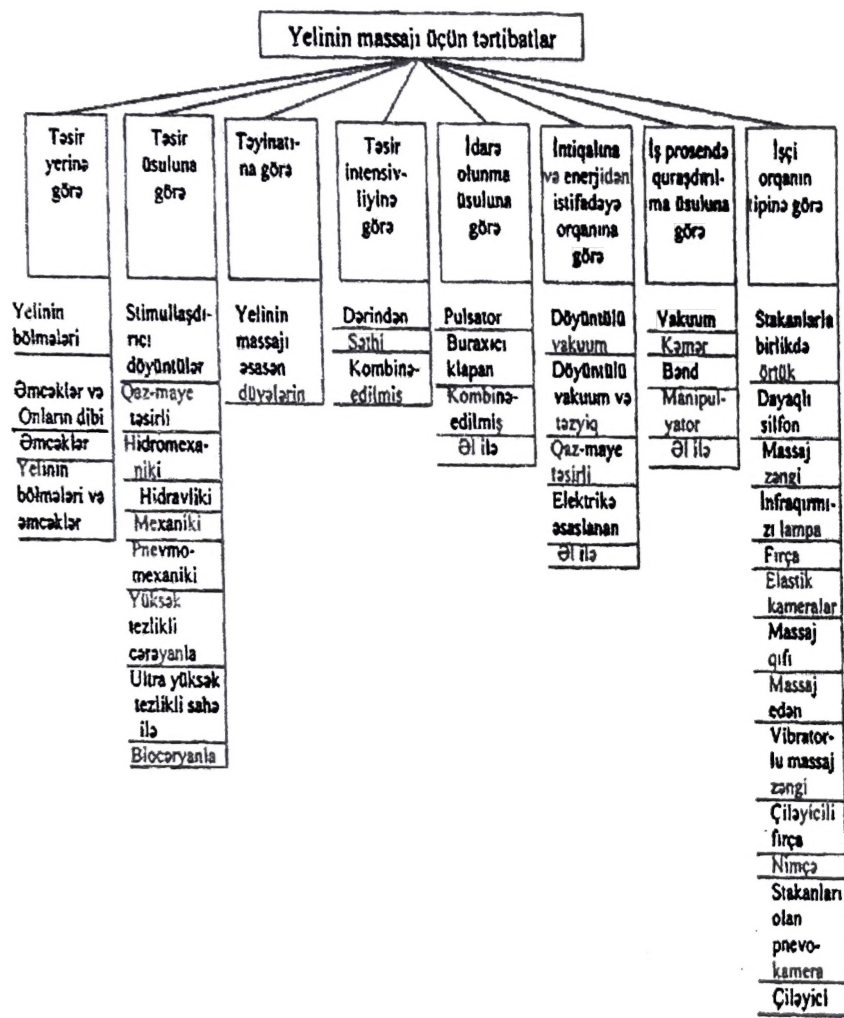 Yelinin massajı üçün tərtibatlar
Təsir
yerinə
görə
Yelinin
bölmələri
Əmcəklər və
Onların dibi
Əmcəklər
Yelinin
bölmələri və
əmcəklər
Təsir
üsuluna
görə
Stimullaşdı-
rıcı
döyüntülər
Qaz-maye
təsirli
Hidromexa-
niki
Hidravliki
Mexaniki
Pnevmo-
mexaniki
Yüksək
tezlikli
cərəyanla
Ultra yüksək
tezlikli sahə
ilə
Biocəryanla
Təyinatı-
na görə
Yelinin
massajı
əsasən
düyələrin
Təsir
intensiv-
liyinə
görə
Dərindən
Səthi
Kombinə-
edilmis
İdarə
olunma
üsuluna
görə
Pulsator
Buraxıcı
klapan
Kombinə-
edilmiş
Əl ilə
İntiqalına
və enerjidən
istifadəyə
orqanına
görə
Döyüntülü
vakuum
Döyüntülü
vakuum və
təzyiq
Qaz-maye
təsirli
Elektrikə
əsaslanan
Əl ilə
İş prosendə
quraşdırıl-
ma üsuluna
görə
Vakuum
Kəmər
Bənd
Manipul-
yator
Əl ilə
İşçi
orqanın
tipinə görə
Stəkanlarla
birlikdə
örtük
Dayaqlı
silfon
Massaj
zəngi
İnfraqırmı-
zı lampa
Fırça
Elastik
kameralar
Massaj
qıfı
Massaj
edən
Vibrator-
lu massaj
zəngi
Çiləyicili
fırça
Nimçə
Stəkanları
olan
pnevo-
kamera
Çiləyici